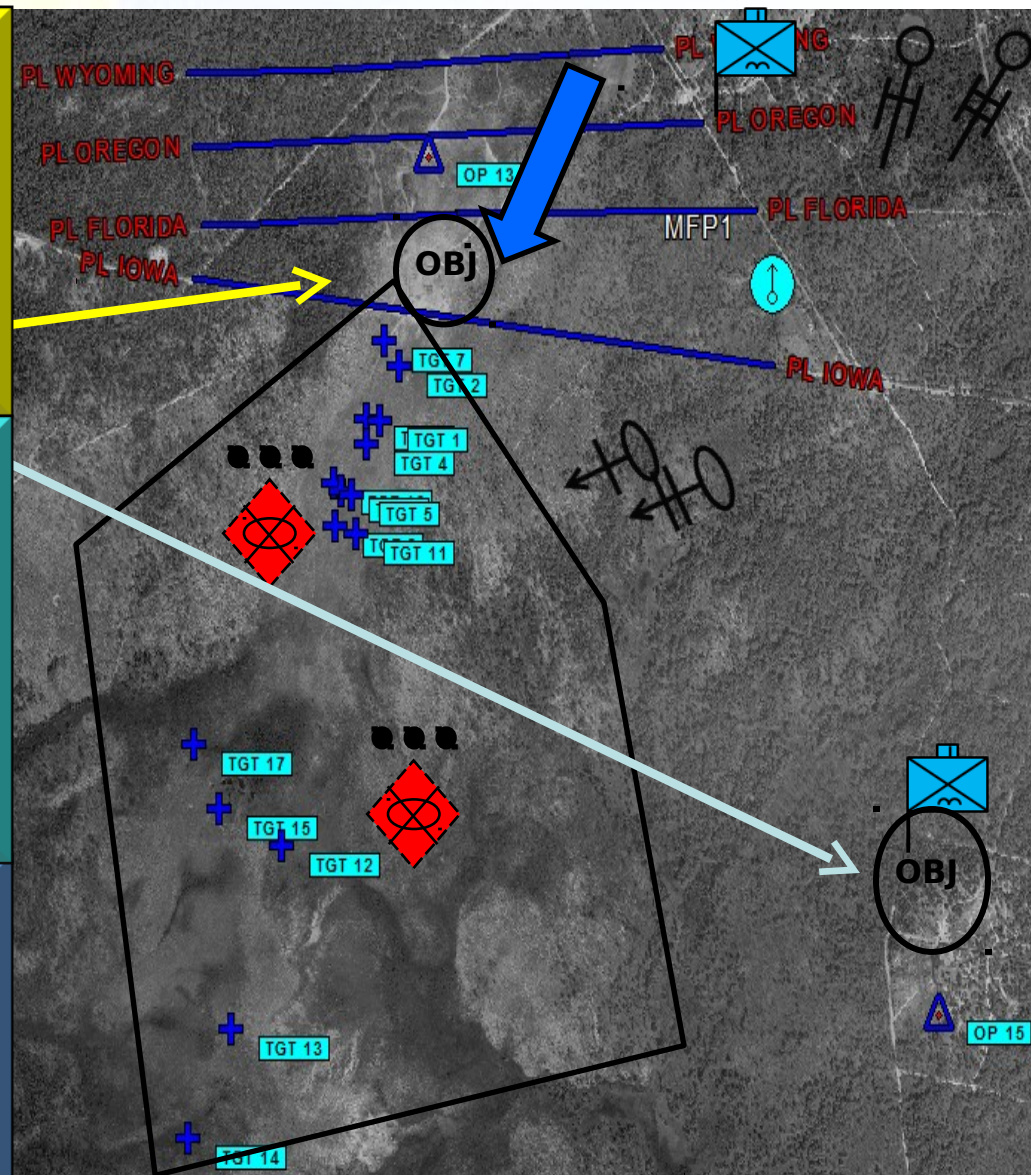 PL WYOMING
PL NG
PL OREGON
PL OREGON
OP 13
PL FLORIDA
PL FLORIDA
MFP1
PL IOWA
OBJ
PL IOWA
TGT 7
TGT 2
TGT 1
TGT 4
TGT 5
TGT 11
TGT 17
TGT 15
TGT 12
OBJ
OP 15
TGT 13
TGT 14